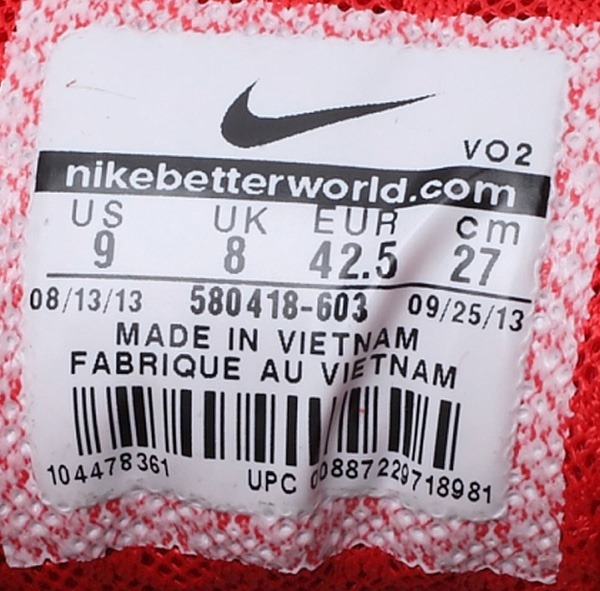 VO2
nikebetterworld.com
US UK EUR cm
9 8 42.5 27
08/13/13 580418-603 09/25/13
MADE IN VIETNAM
FABRIQUE AU VIETNAM
104478361 UPC 00887229718981